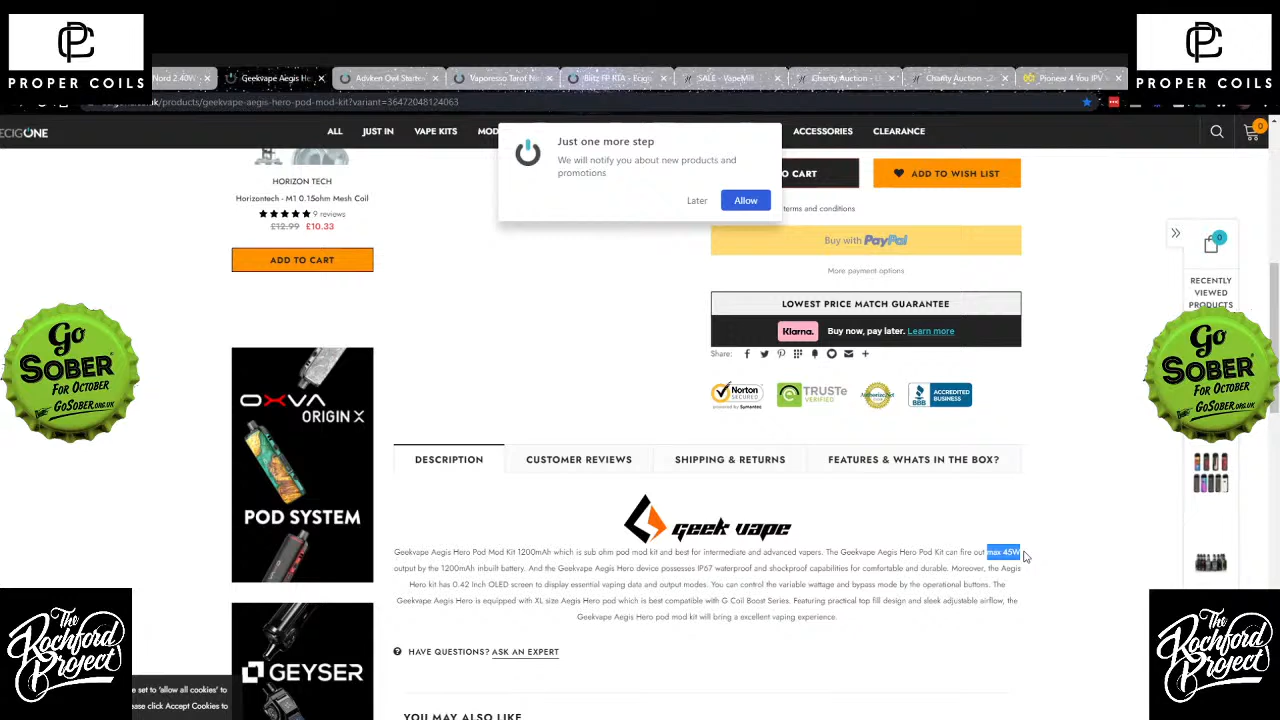 PROPER COILS
PROPER COILS
Nord 2.40W
Geekvape Aegis He
Advken Owl Starte
Vaporesso Tarot Ne
Blitz FP RTA - Ecig
SALE - VapeMill
Charity Auction -
Charity Auction -
Pioneer 4 You IPV
/products/geekvape-aegis-hero-pod-mod-kit?variant=36472048124063
ECIGONE
ALL
JUST IN
VAPE KITS
MOD
ACCESSORIES
CLEARANCE
0
Just one more step
We will notify you about new products and
promotions
Later
Allow
HORIZON TECH
Horizontech - M1 0.15ohm Mesh Coil
9 reviews
£12.99 £10.33
ADD TO CART
O CART
ADD TO WISH LIST
terms and conditions
Buy with PayPal
More payment options
LOWEST PRICE MATCH GUARANTEE
Klarna. Buy now, pay later. Learn more
Share:
Norton
SECURED
powered by Symantec
TRUSTe
VERIFIED
Authorize.Net
BBB
ACCREDITED
BUSINESS
0
RECENTLY
VIEWED
PRODUCTS
Go
SOBER
FOR OCTOBER
GOSOBER.ORG.UK
Go
SOBER
FOR OCTOBER
GOSOBER.ORG.UK
OXVA
ORIGIN X
POD SYSTEM
GEYSER
DESCRIPTION
CUSTOMER REVIEWS
SHIPPING & RETURNS
FEATURES & WHATS IN THE BOX?
geek vape
Geekvape Aegis Hero Pod Mod Kit 1200mAh which is sub ohm pod mod kit and best for intermediate and advanced vapers. The Geekvape Aegis Hero Pod Kit can fire out max 45W
output by the 1200mAh inbuilt battery. And the Geekvape Aegis Hero device possesses IP67 waterproof and shockproof capabilities for comfortable and durable. Moreover, the Aegis
Hero kit has 0.42 Inch OLED screen to display essential vaping data and output modes. You can control the variable wattage and bypass mode by the operational buttons. The
Geekvape Aegis Hero is equipped with XL size Aegis Hero pod which is best compatible with G Coil Boost Series. Featuring practical top fill design and sleek adjustable airflow, the
Geekvape Aegis Hero pod mod kit will bring a excellent vaping experience.
HAVE QUESTIONS? ASK AN EXPERT
YOU MAY ALSO LIKE
e set to 'allow all cookies' to
ease click Accept Cookies to
The
Rochford
Project
The
Rochford
Project